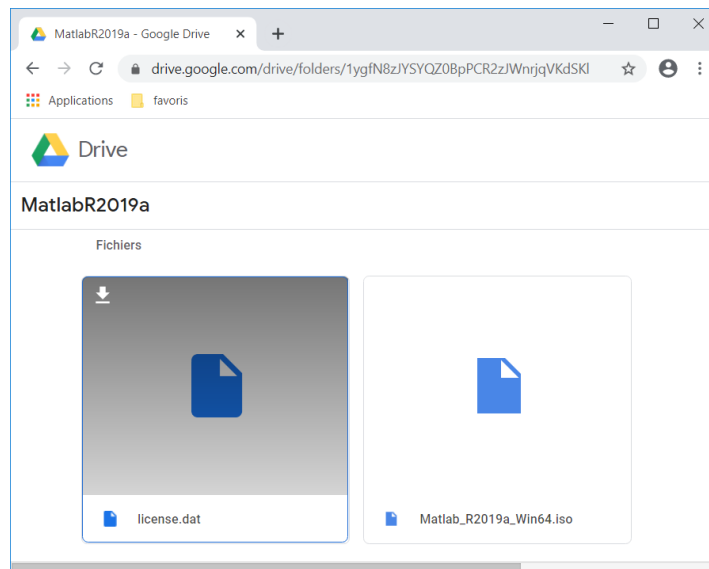 MatlabR2019a - Google Drive
drive.google.com/drive/folders/1ygfN8zJYSYQZ0BpPCR2zJWnrjqVKdSKl
Applications favoris
Drive
MatlabR2019a
Fichiers
license.dat Matlab_R2019a_Win64.iso